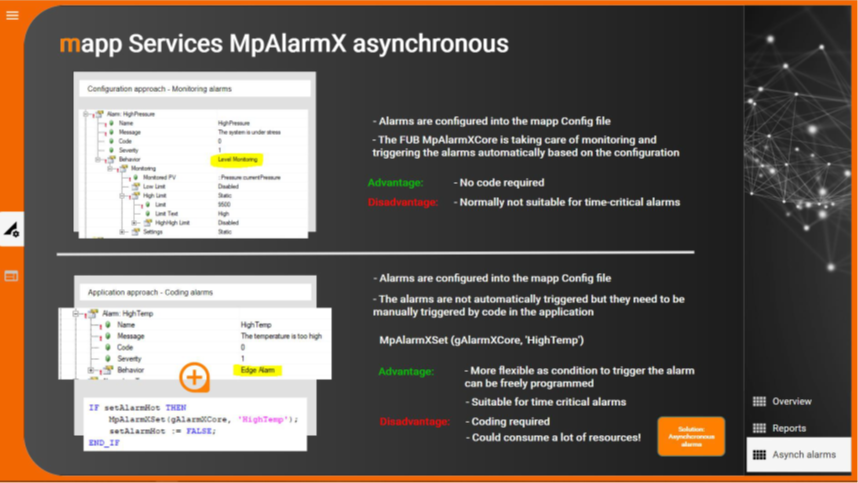 mapp Services MpAlarmX asynchronous
Configuration approach - Monitoring alarms
Alarm: HighPressure
Name HighPressure
Message The system is under stress
Code 0
Severity 1
Behavior Level Monitoring
Monitoring
Monitored PV ::Pressure:currentPressure
Low Limit Disabled
High Limit Static
Limit 9500
Limit Text High
HighHigh Limit Disabled
Settings Static
- Alarms are configured into the mapp Config file
- The FUB MpAlarmXCore is taking care of monitoring and
triggering the alarms automatically based on the configuration
Advantage: - No code required
Disadvantage: - Normally not suitable for time-critical alarms
Application approach - Coding alarms
Alarm: HighTemp
Name HighTemp
Message The temperature is too high
Code 0
Severity 1
Behavior Edge Alarm
IF setAlarmHot THEN
MpAlarmXSet(gAlarmXCore, 'HighTemp');
setAlarmHot := FALSE;
END_IF
- Alarms are configured into the mapp Config file
- The alarms are not automatically triggered but they need to be
manually triggered by code in the application
MpAlarmXSet (gAlarmXCore, 'HighTemp')
Advantage: - More flexible as condition to trigger the alarm
can be freely programmed
- Suitable for time critical alarms
Disadvantage: - Coding required
- Could consume a lot of resources!
Solution:
Asynchoronous
alarms
Overview
Reports
Asynch alarms